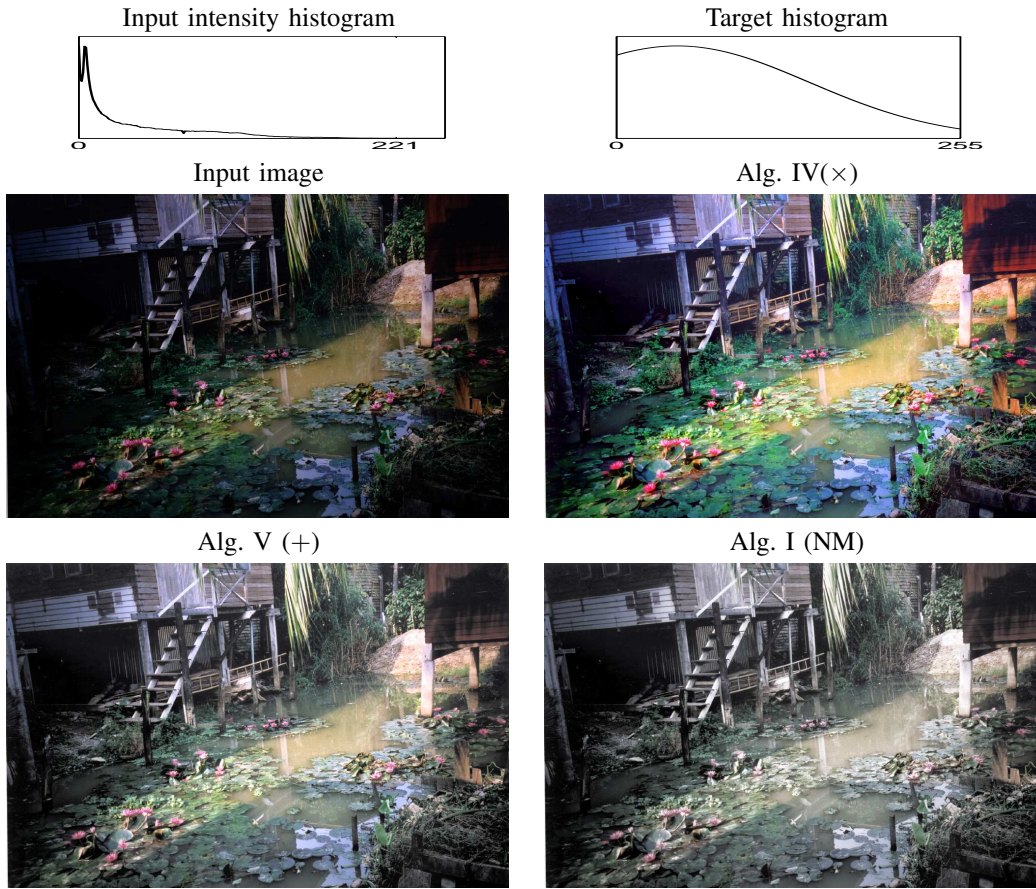 Input intensity histogram
Target histogram
0
221
0
255
Input image
Alg. IV(×)
Alg. V (+)
Alg. I (NM)